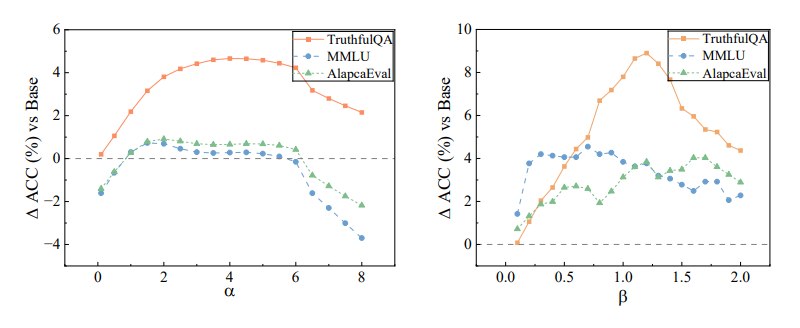 6
4
2
0
−2
−4
Δ ACC (%) vs Base
0
2
4
6
8
α
TruthfulQA
MMLU
AlapcaEval
10
8
6
4
2
0
Δ ACC (%) vs Base
0.0
0.5
1.0
1.5
2.0
β
TruthfulQA
MMLU
AlapcaEval